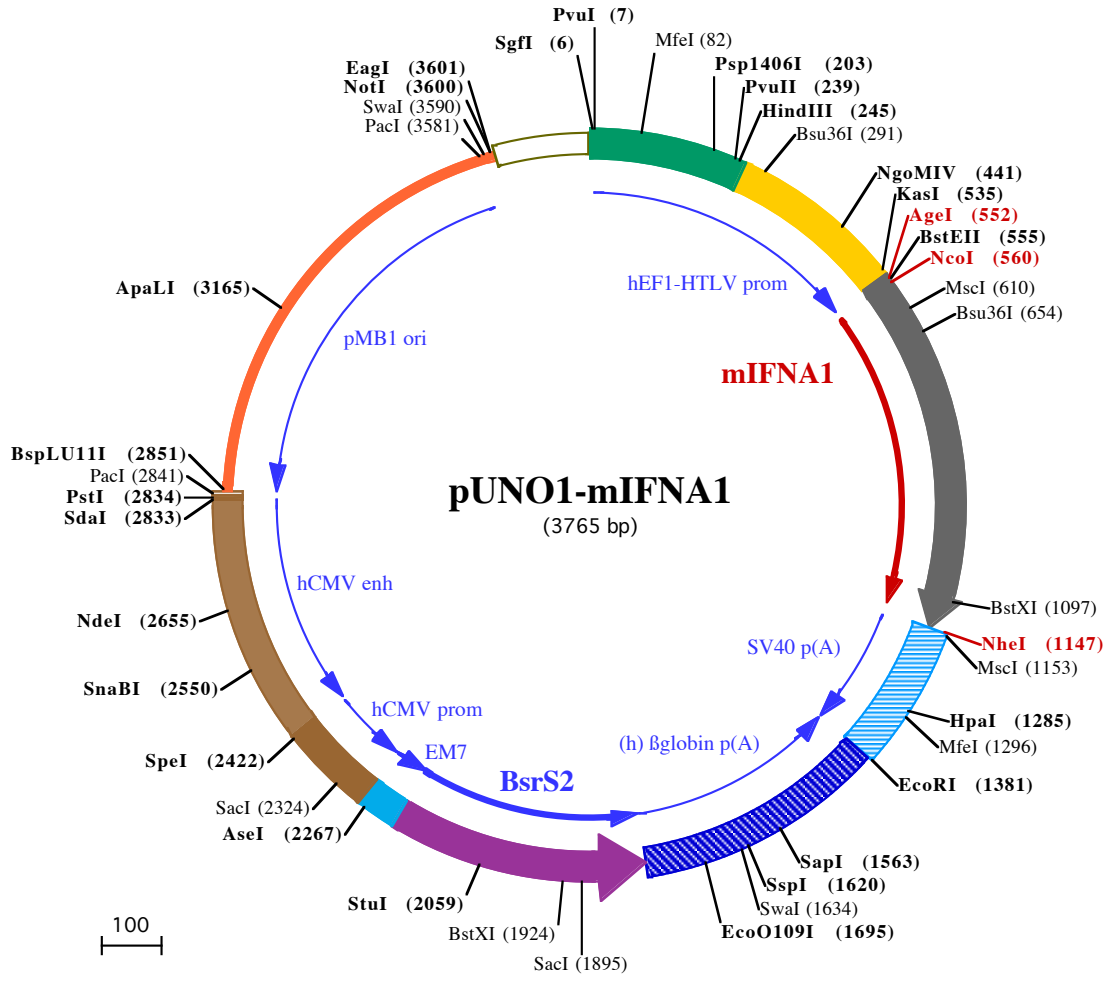 PvuI (7)
SgfI (6)
MfeI (82)
Psp1406I (203)
PvuII (239)
HindIII (245)
Bsu36I (291)
NgoMIV (441)
KasI (535)
AgeI (552)
BstEII (555)
NcoI (560)
MscI (610)
Bsu36I (654)
BstXI (1097)
NheI (1147)
MscI (1153)
HpaI (1285)
MfeI (1296)
EcoRI (1381)
SapI (1563)
SspI (1620)
SwaI (1634)
EcoO109I (1695)
SacI (1895)
BstXI (1924)
StuI (2059)
AseI (2267)
SacI (2324)
SpeI (2422)
SnaBI (2550)
NdeI (2655)
SdaI (2833)
PstI (2834)
PacI (2841)
BspLU11I (2851)
ApaLI (3165)
PacI (3581)
SwaI (3590)
NotI (3600)
EagI (3601)
hEF1-HTLV prom
mIFNA1
SV40 p(A)
(h) ßglobin p(A)
BsrS2
EM7
hCMV prom
hCMV enh
pMB1 ori
pUNO1-mIFNA1
(3765 bp)
100